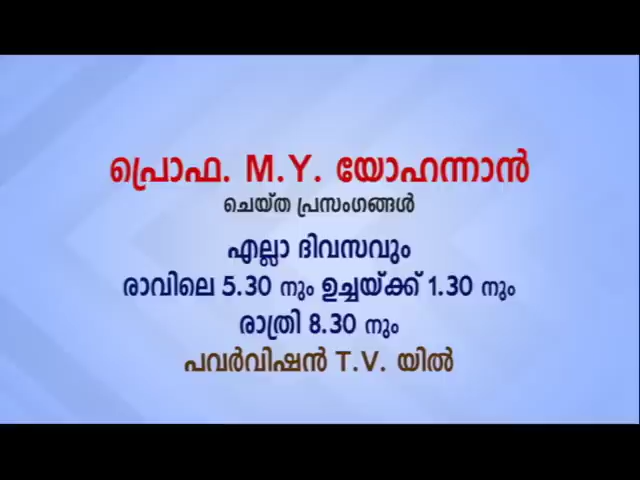 പ്രൊഫ. M.Y. യോഹന്നാൻ
ചെയ്ത പ്രസംഗങ്ങൾ
എല്ലാ ദിവസവും
രാവിലെ 5.30 നും ഉച്ചയ്ക്ക് 1.30 നും
രാത്രി 8.30 നും
പവർവിഷൻ T.V. യിൽ